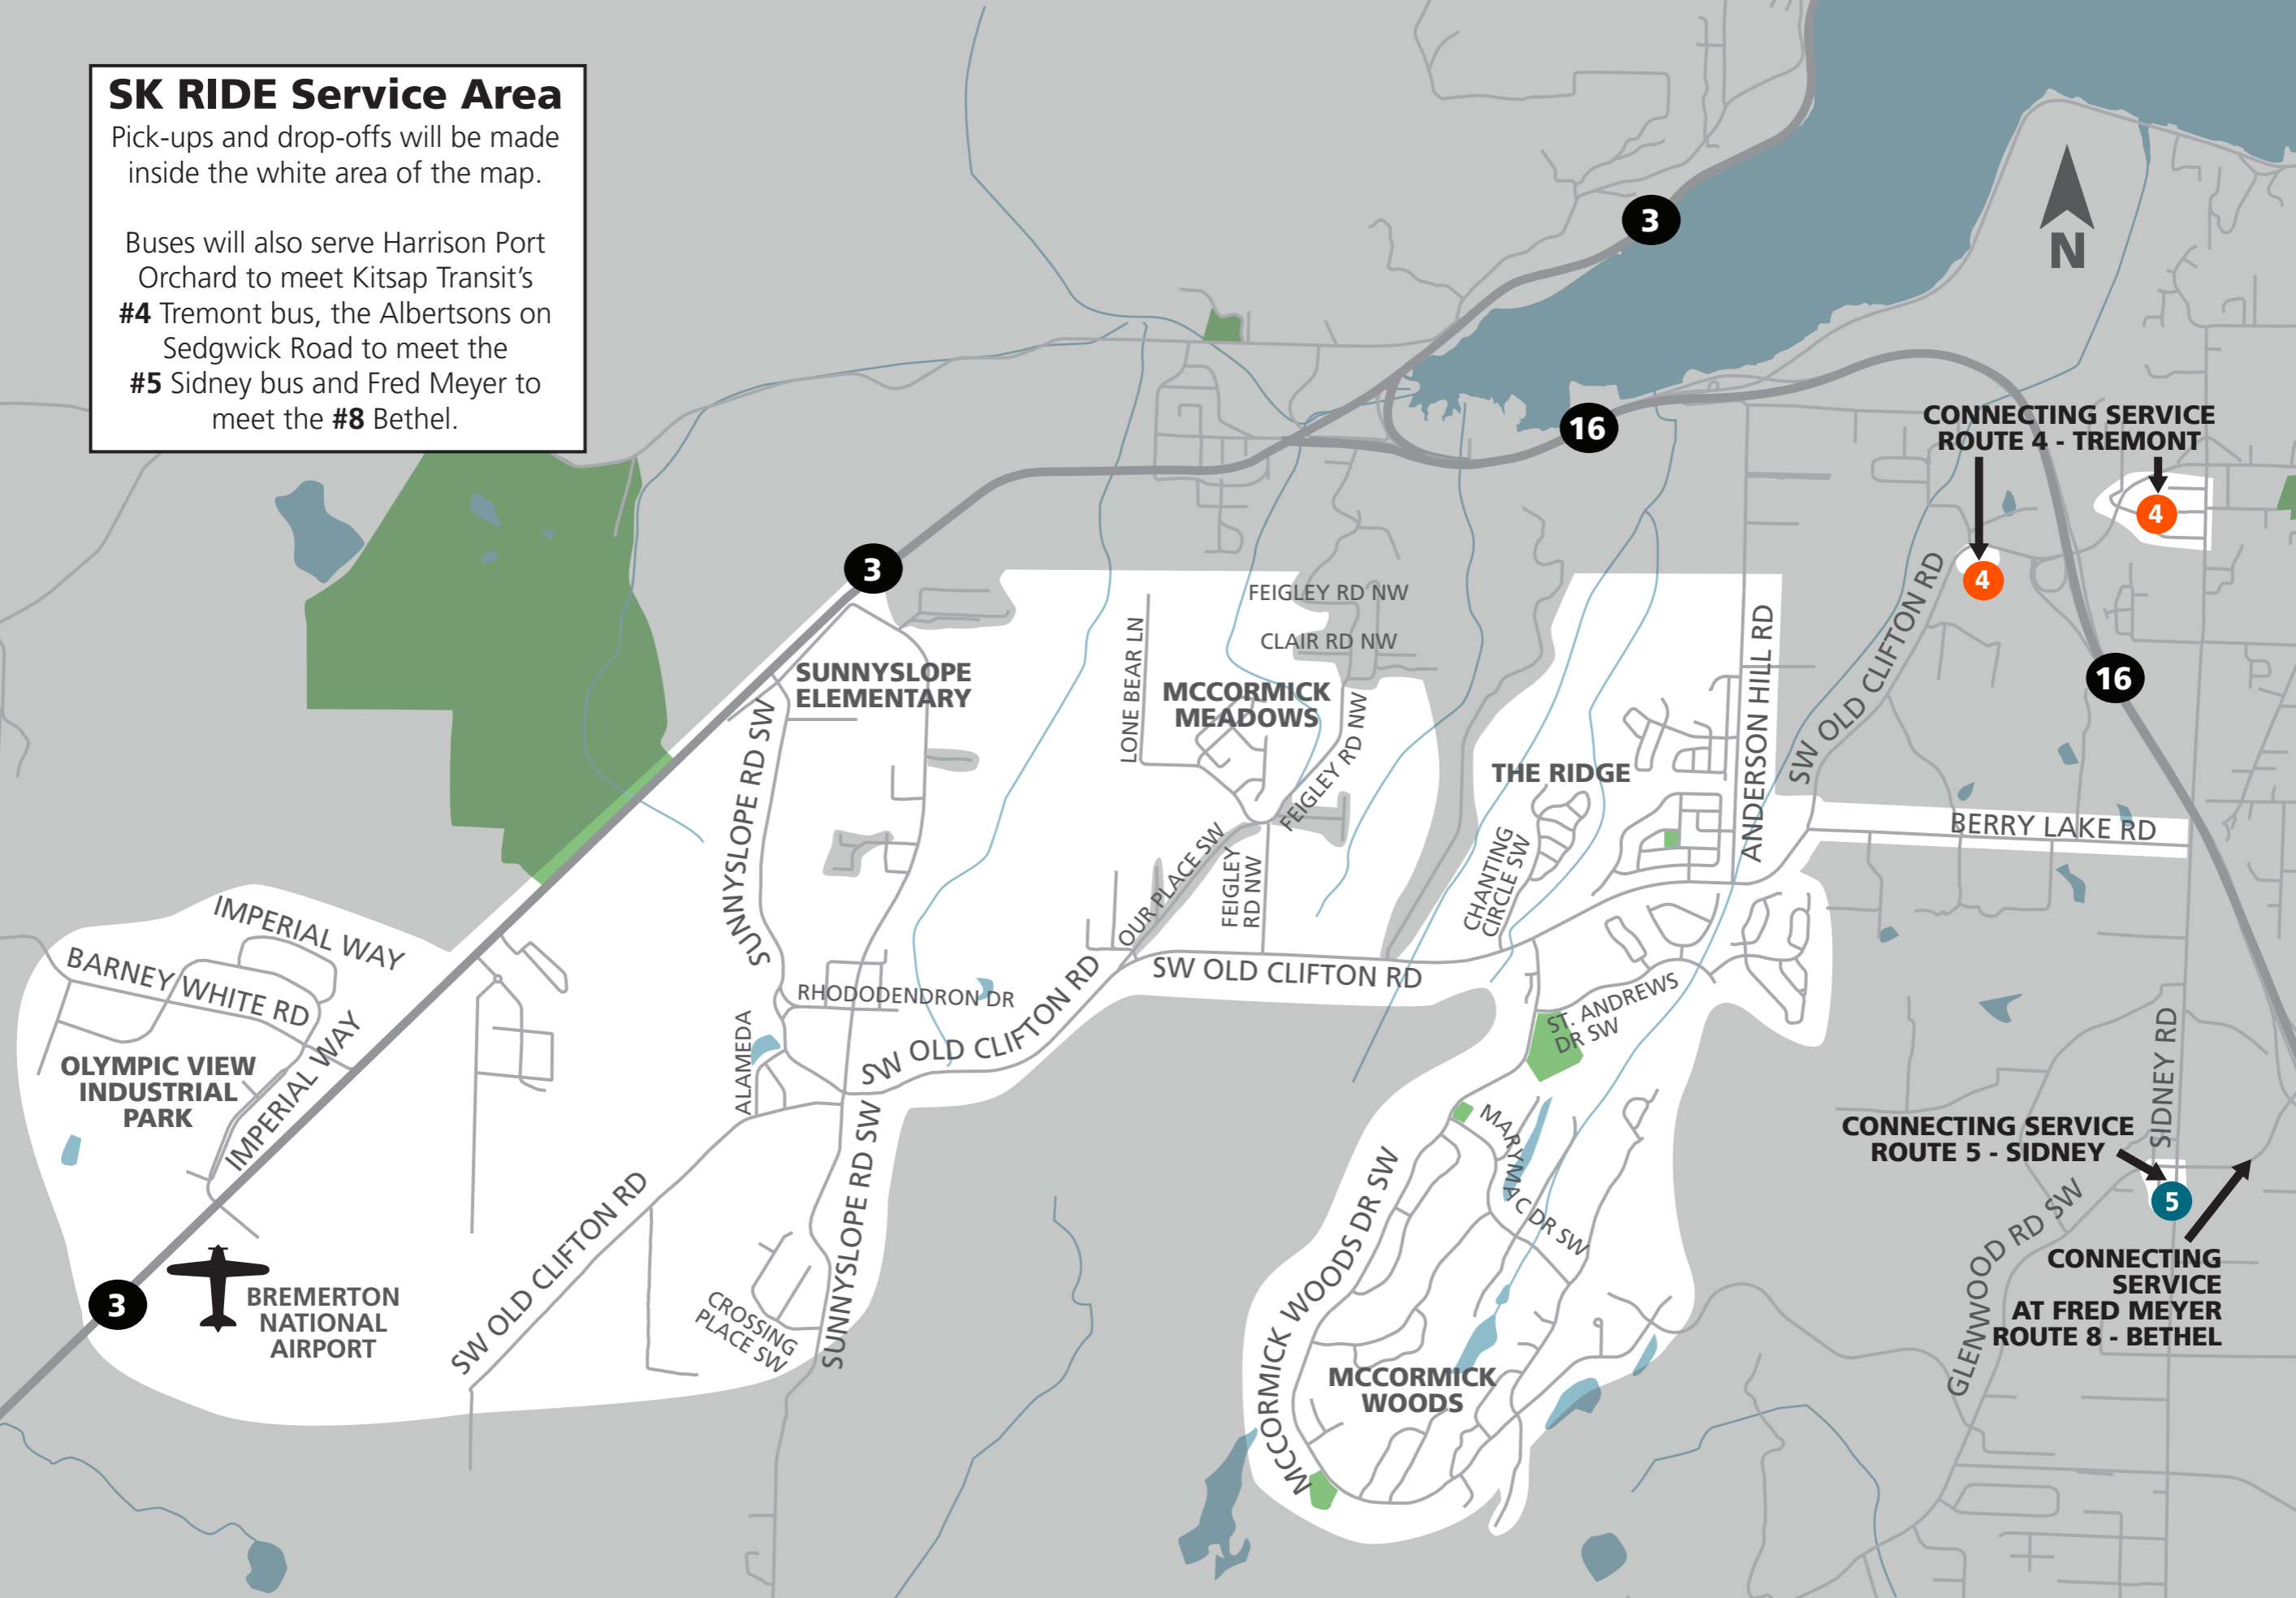 SK RIDE Service Area
Pick-ups and drop-offs will be made
inside the white area of the map.
Buses will also serve Harrison Port
Orchard to meet Kitsap Transit’s
#4 Tremont bus, the Albertsons on
Sedgwick Road to meet the
#5 Sidney bus and Fred Meyer to
meet the #8 Bethel.
3
N
16
CONNECTING SERVICE
ROUTE 4 - TREMONT
4
4
3
FEIGLEY RD NW
CLAIR RD NW
LONE BEAR LN
SUNNYSLOPE
ELEMENTARY
MCCORMICK
MEADOWS
FEIGLEY RD NW
SUNNYSLOPE RD SW
THE RIDGE
ANDERSON HILL RD
SW OLD CLIFTON RD
16
BERRY LAKE RD
CHANTING
CIRCLE SW
OUR PLACE SW
FEIGLEY
RD NW
IMPERIAL WAY
BARNEY WHITE RD
SUNN
SW OLD CLIFTON RD
RHODODENDRON DR
ST. ANDREWS
DR SW
ALAMEDA
SW OLD CLIFTON RD
OLYMPIC VIEW
INDUSTRIAL
PARK
IMPERIAL WAY
SIDNEY RD
MARYWAC DR SW
CONNECTING SERVICE
ROUTE 5 - SIDNEY
5
SUNNYSLOPE RD SW
SW OLD CLIFTON RD
MCCORMICK WOODS DR SW
GLENWOOD RD SW
CONNECTING
SERVICE
AT FRED MEYER
ROUTE 8 - BETHEL
3
BREMERTON
NATIONAL
AIRPORT
CROSSING
PLACE SW
MCCORMICK
WOODS